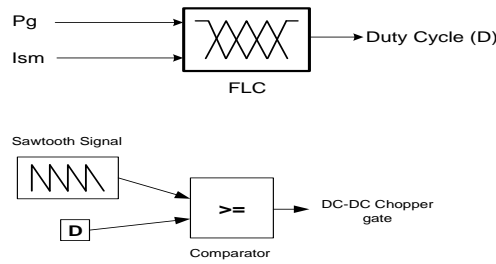 Pg
Ism
Duty Cycle (D)
FLC
Sawtooth Signal
D
>=
DC-DC Chopper
gate
Comparator